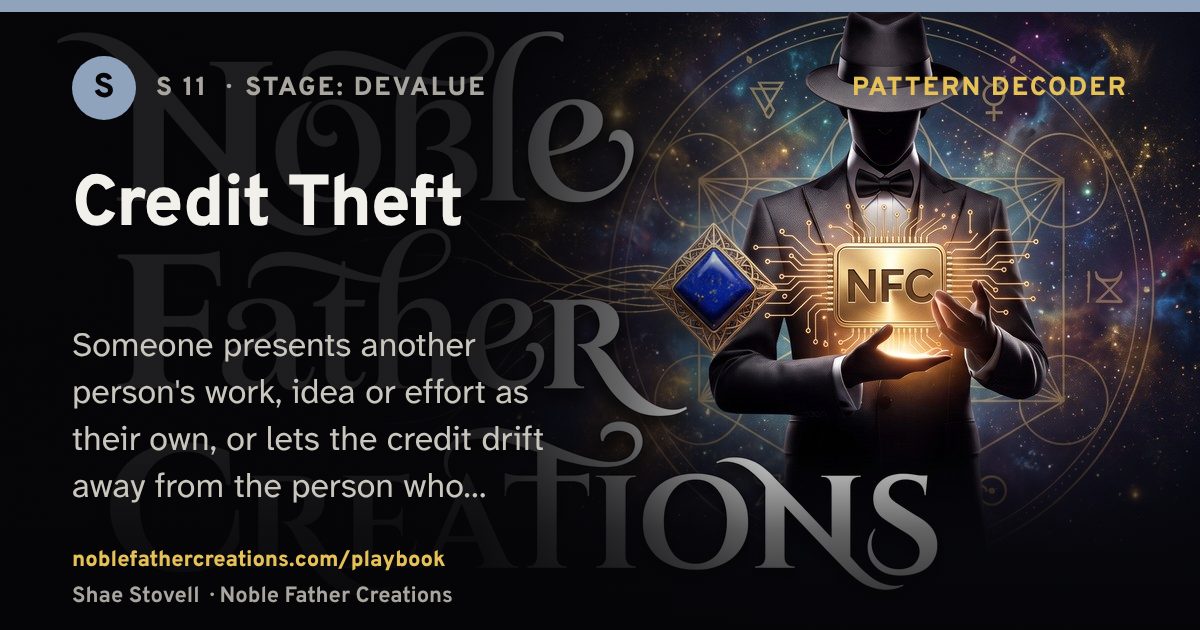 S
S 11 · STAGE: DEVALUE
PATTERN DECODER
Credit Theft
Someone presents another
person's work, idea or effort as
their own, or lets the credit drift
away from the person who...
noblefathercreations.com/playbook
Shae Stovell · Noble Father Creations
Noble
Father
Creations
NFC